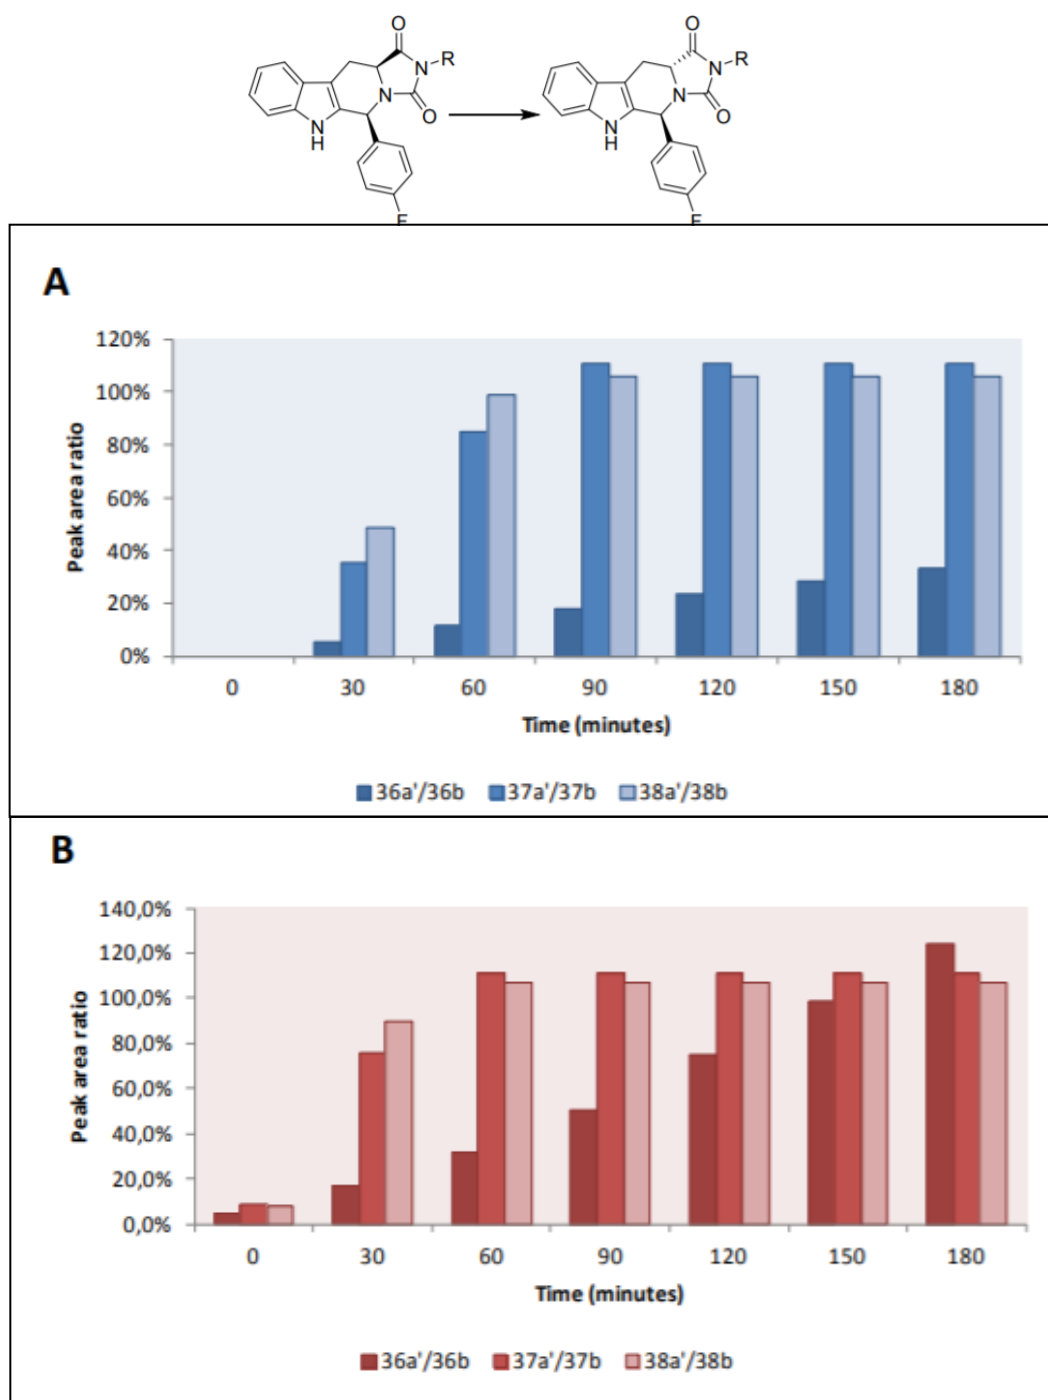 O
N
R
N
O
N
H
F
O
N
R
N
O
N
H
F
A
120%
100%
80%
60%
40%
20%
0%
Peak area ratio
0 30 60 90 120 150 180
Time (minutes)
36a'/36b 37a'/37b 38a'/38b
B
140,0%
120,0%
100,0%
80,0%
60,0%
40,0%
20,0%
0,0%
Peak area ratio
0 30 60 90 120 150 180
Time (minutes)
36a'/36b 37a'/37b 38a'/38b